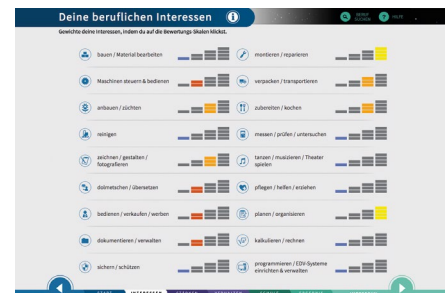 Deine beruflichen Interessen
i
BERUF
SUCHEN
? HILFE
Gewichte deine Interessen, indem du auf die Bewertungs-Skalen klickst.
bauen / Material bearbeiten
montieren / reparieren
Maschinen steuern & bedienen
verpacken / transportieren
anbauen / züchten
zubereiten / kochen
reinigen
messen / prüfen / untersuchen
zeichnen / gestalten /
fotografieren
tanzen / musizieren / Theater
spielen
dolmetschen / übersetzen
pflegen / helfen / erziehen
bedienen / verkaufen / werben
planen / organisieren
dokumentieren / verwalten
kalkulieren / rechnen
sichern / schützen
programmieren / EDV-Systeme
einrichten & verwalten
INTERESSEN